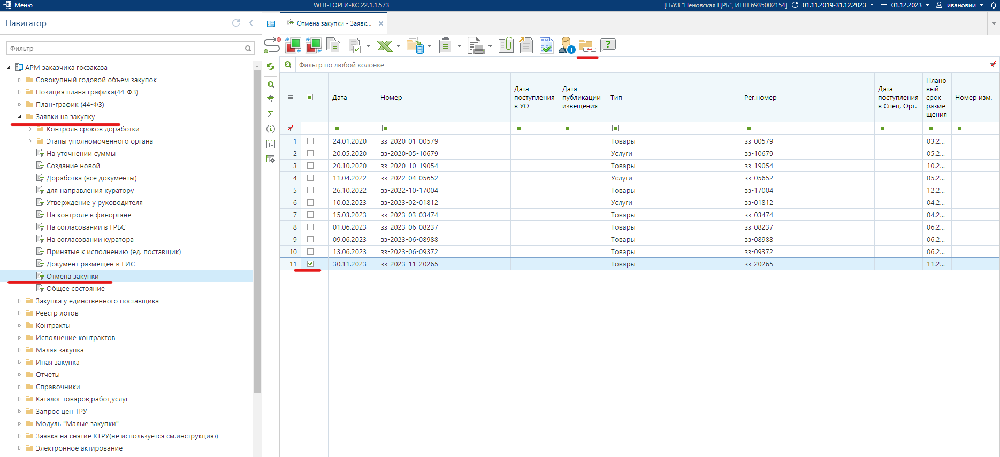 Меню
WEB-ТОРГИ-КС 22.1.1.573
[ГБУЗ "Пеновская ЦРБ", ИНН 6935002154]
01.11.2019-31.12.2023
01.12.2023
ивановии
Навигатор
Отмена закупки - Заявк...
Фильтр
Фильтр по любой колонке
АРМ заказчика госзаказа
Совокупный годовой объем закупок
Позиция плана графика(44-ФЗ)
План-график (44-ФЗ)
Заявки на закупку
Контроль сроков доработки
Этапы уполномоченного органа
На уточнении суммы
Создание новой
Доработка (все документы)
для направления куратору
Утверждение у руководителя
На контроле в финоргане
На согласовании в ГРБС
На согласовании куратора
Принятые к исполнению (ед. поставщик)
Документ размещен в ЕИС
Отмена закупки
Общее состояние
Закупка у единственного поставщика
Реестр лотов
Контракты
Исполнение контрактов
Малая закупка
Иная закупка
Отчеты
Справочники
Каталог товаров,работ,услуг
Запрос цен ТРУ
Модуль "Малые закупки"
Заявка на снятие КТРУ(не используется см.инструкцию)
Электронное актирование
Дата
Номер
Дата
поступления
в УО
Дата
публикации
извещения
Тип
Рег.номер
Дата
поступления
в Спец. Орг.
Плано
вый
срок
разме
щения
Номер изм.
1 24.01.2020 зз-2020-01-00579 Товары зз-00579 03.2...
2 20.05.2020 зз-2020-05-10679 Услуги зз-10679 05.2...
3 20.10.2020 зз-2020-10-19054 Товары зз-19054 10.2...
4 11.04.2022 зз-2022-04-05652 Услуги зз-05652 05.2...
5 26.10.2022 зз-2022-10-17004 Товары зз-17004 12.2...
6 10.02.2023 зз-2023-02-01812 Услуги зз-01812 04.2...
7 15.03.2023 зз-2023-03-03474 Товары зз-03474 04.2...
8 01.06.2023 зз-2023-06-08237 Товары зз-08237 06.2...
9 09.06.2023 зз-2023-06-08988 Товары зз-08988 06.2...
10 13.06.2023 зз-2023-06-09372 Товары зз-09372 06.2...
11 30.11.2023 зз-2023-11-20265 Товары зз-20265 11.2...